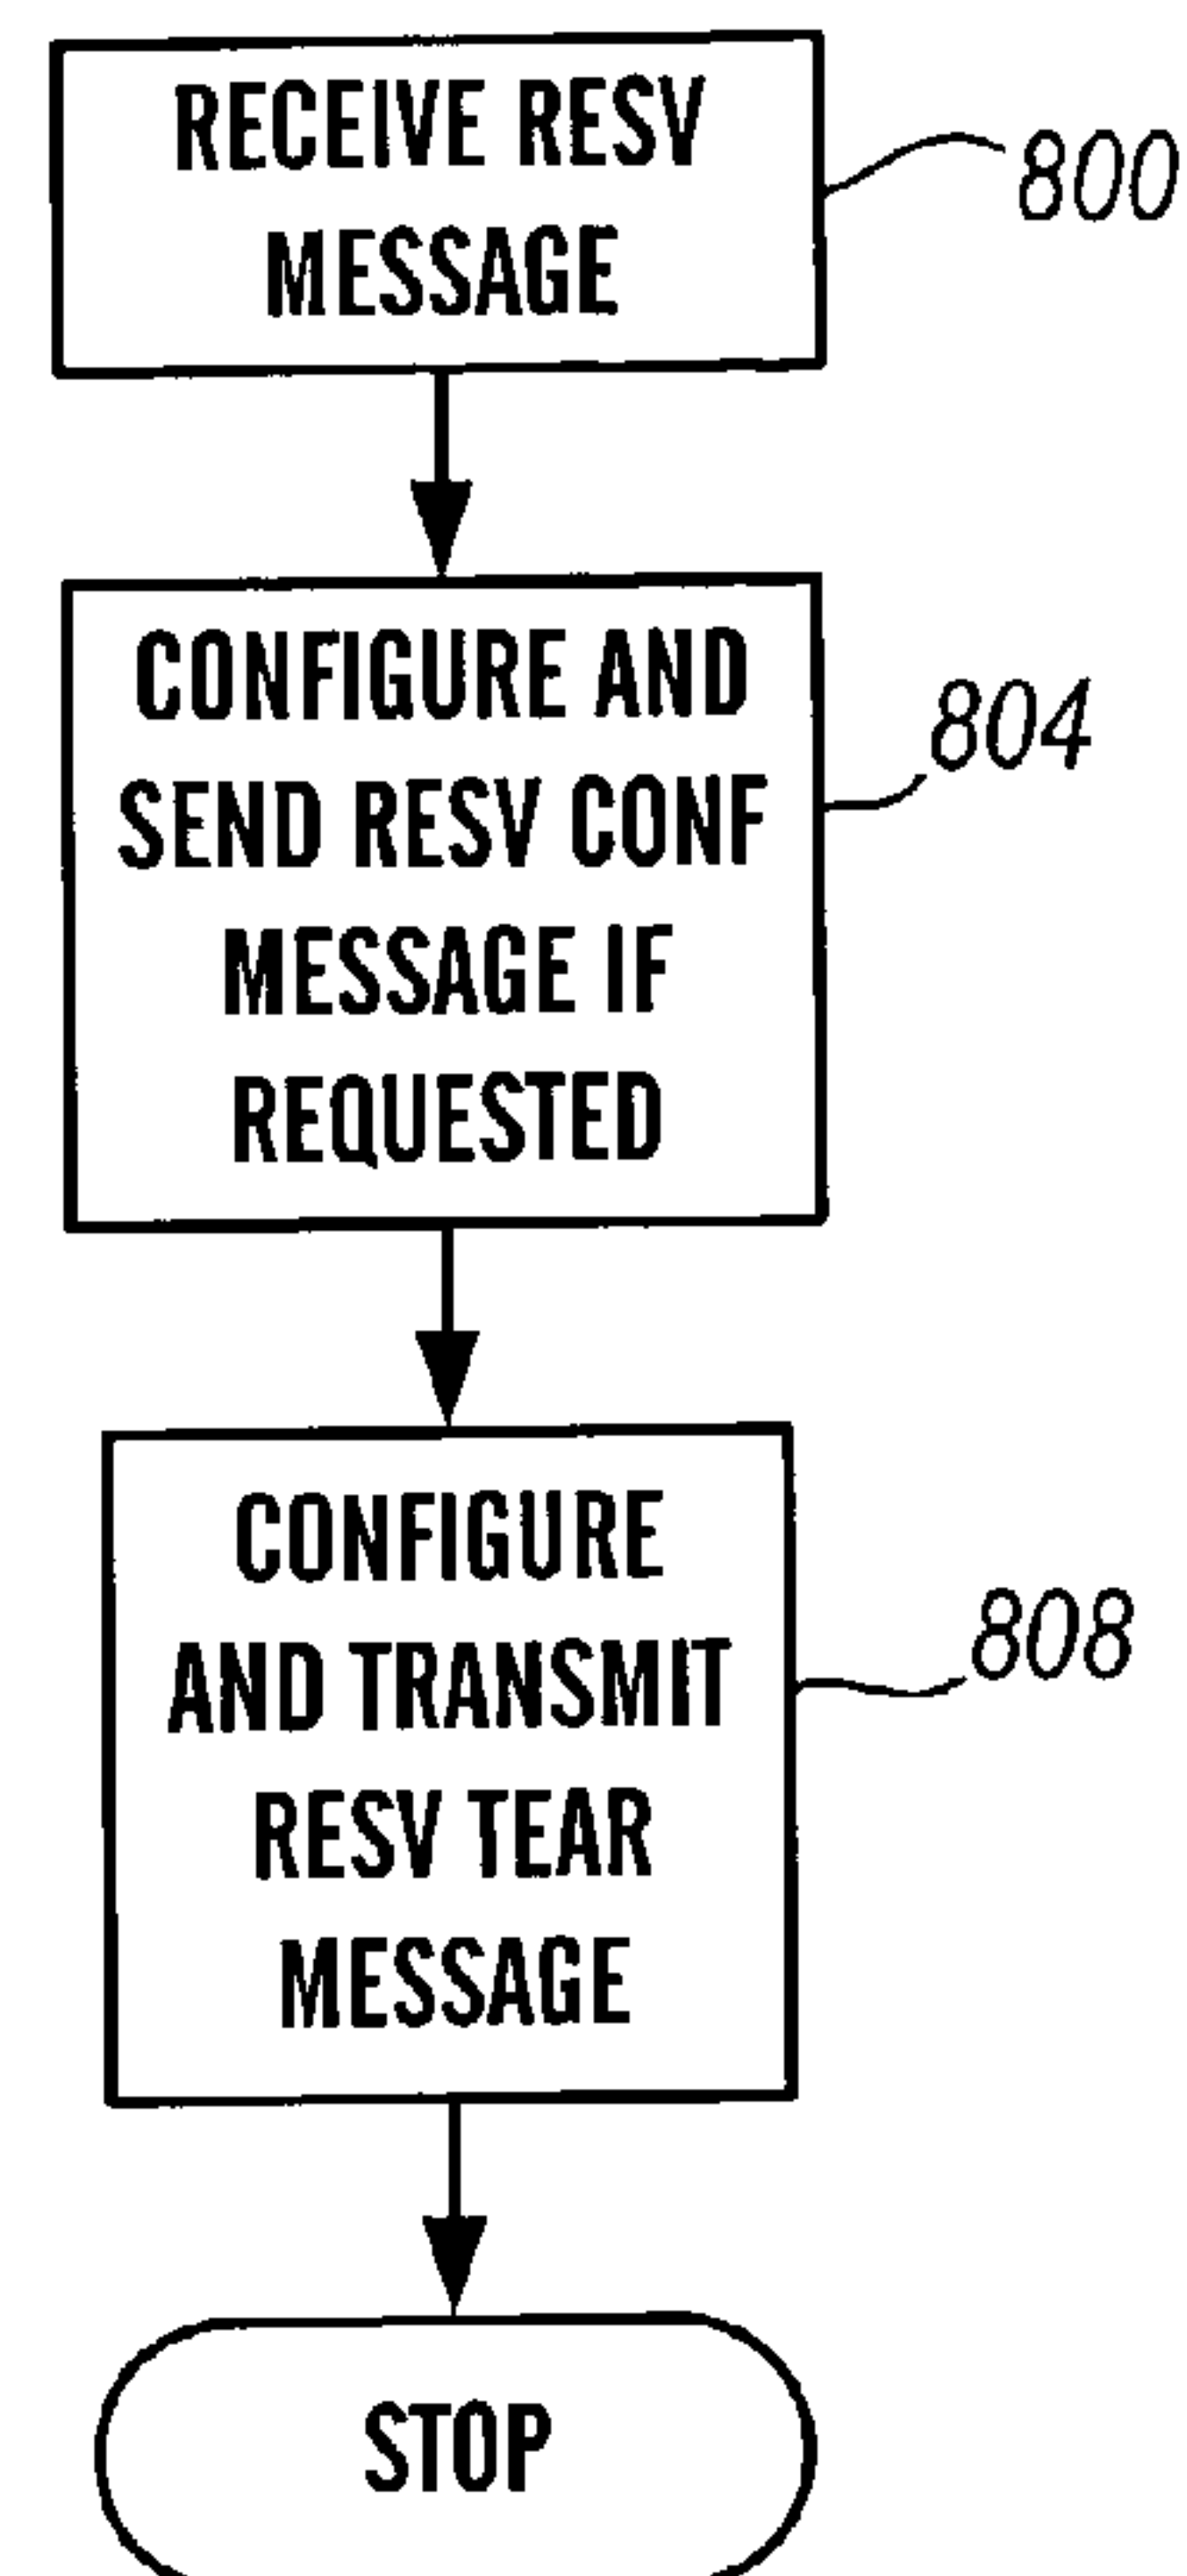 RECEIVE RESV
MESSAGE
800
CONFIGURE AND
SEND RESV CONF
MESSAGE IF
REQUESTED
804
CONFIGURE
AND TRANSMIT
RESV TEAR
MESSAGE
808
STOP